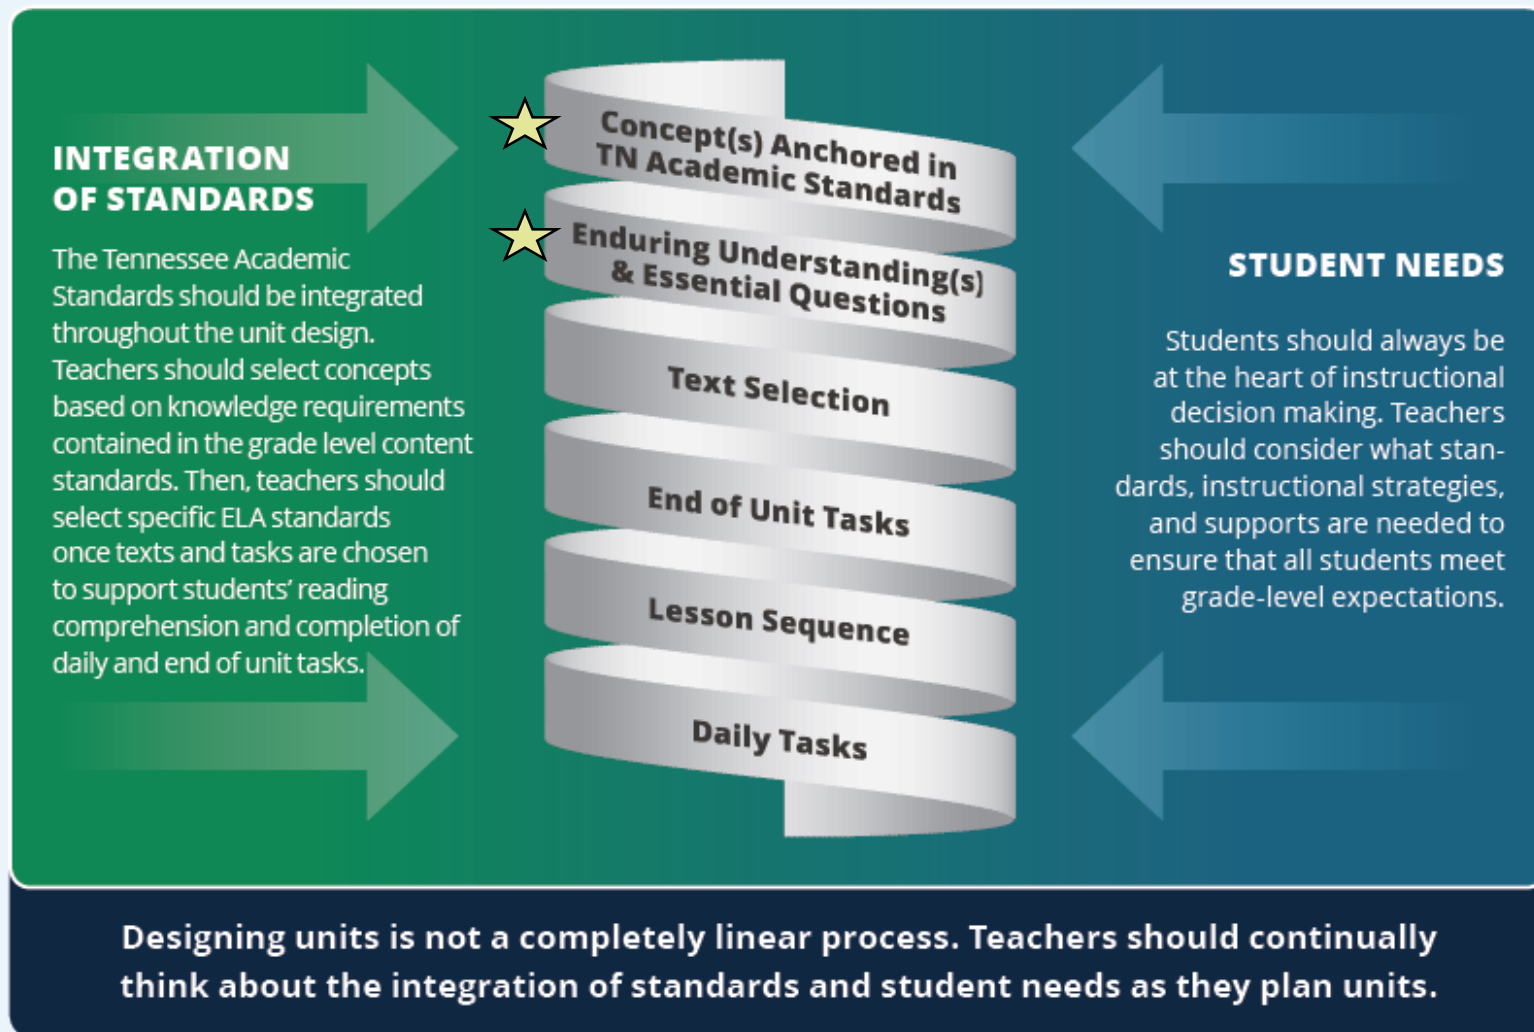 INTEGRATION
OF STANDARDS
The Tennessee Academic
Standards should be integrated
throughout the unit design.
Teachers should select concepts
based on knowledge requirements
contained in the grade level content
standards. Then, teachers should
select specific ELA standards
once texts and tasks are chosen
to support students’ reading
comprehension and completion of
daily and end of unit tasks.
Concept(s) Anchored in
TN Academic Standards
Enduring Understanding(s)
& Essential Questions
Text Selection
End of Unit Tasks
Lesson Sequence
Daily Tasks
STUDENT NEEDS
Students should always be
at the heart of instructional
decision making. Teachers
should consider what stan-
dards, instructional strategies,
and supports are needed to
ensure that all students meet
grade-level expectations.
Designing units is not a completely linear process. Teachers should continually
think about the integration of standards and student needs as they plan units.